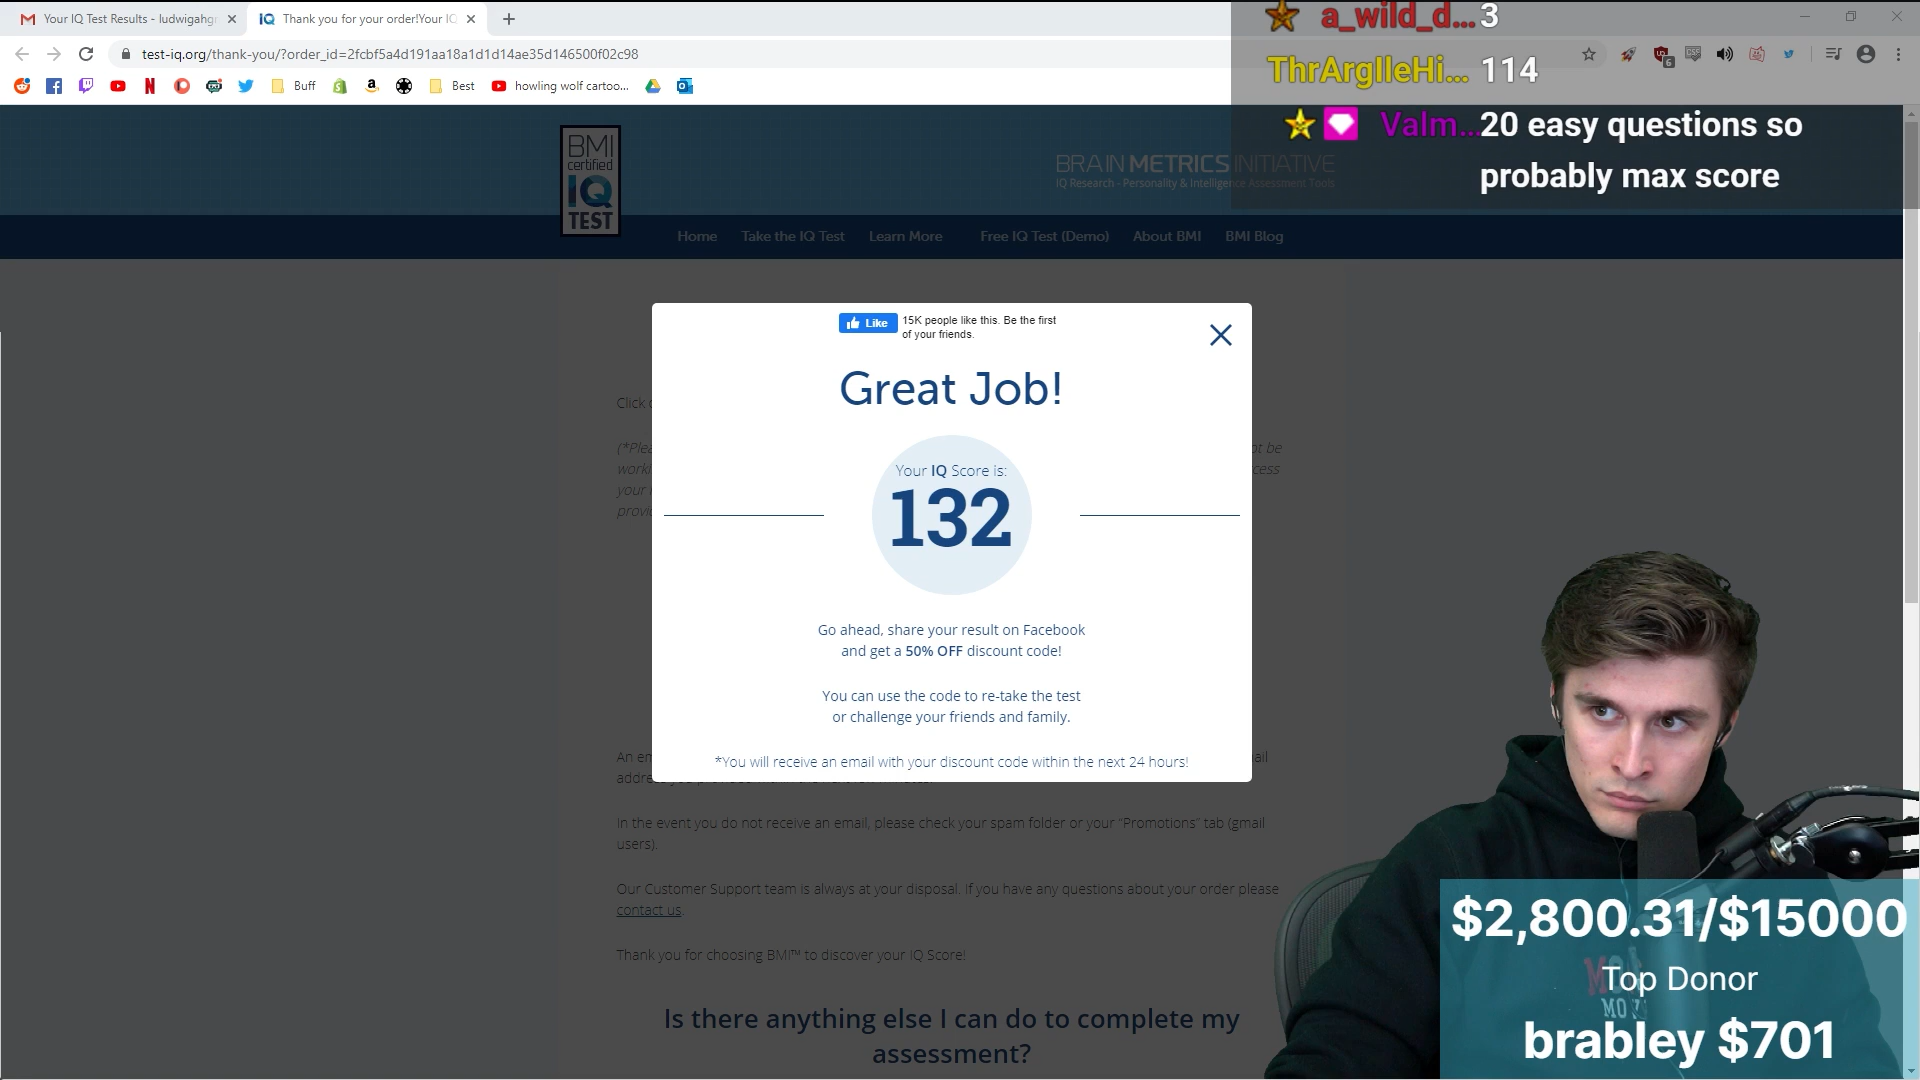 Your IQ Test Results - ludwigahgr
Thank you for your order!Your IQ
test-iq.org/thank-you/?order_id=2fcbf5a4d191aa18a1d1d14ae35d146500f02c98
Buff
Best
howling wolf cartoo...
a_wild_d... 3
ThrArgIleHi... 114
Valm... 20 easy questions so
probably max score
BMI
certified
IQ
TEST
BRAIN METRICS INITIATIVE
IQ Research - Personality & Intelligence Assessment Tools
Home Take the IQ Test Learn More Free IQ Test (Demo) About BMI BMI Blog
Like 15K people like this. Be the first
of your friends.
Great Job!
Your IQ Score is:
132
Go ahead, share your result on Facebook
and get a 50% OFF discount code!
You can use the code to re-take the test
or challenge your friends and family.
*You will receive an email with your discount code within the next 24 hours!
Click
(*Plea
your
In the event you do not receive an email, please check your spam folder or your "Promotions" tab (gmail
users).
Our Customer Support team is always at your disposal. If you have any questions about your order please
contact us.
Thank you for choosing BMI™ to discover your IQ Score!
Is there anything else I can do to complete my
assessment?
$2,800.31/$15000
Top Donor
brabley $701